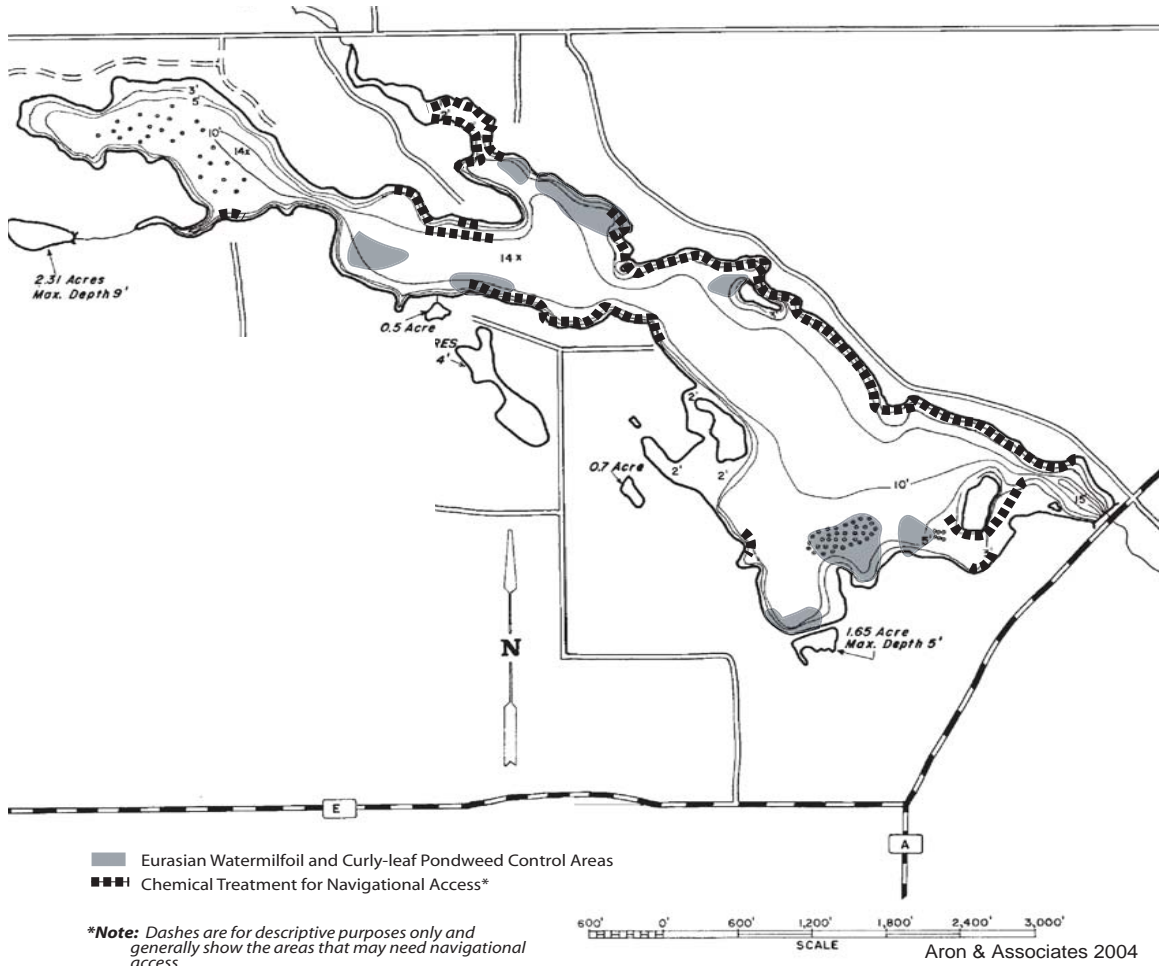 2'
3'
5'
10'
14x
2.31 Acres
Max. Depth 9'
14 x
0.5 Acre
RES
4'
2'
2'
2'
0.7 Acre
10'
15'
1.65 Acre
Max. Depth 5'
N
E
A
Eurasian Watermilfoil and Curly-leaf Pondweed Control Areas
Chemical Treatment for Navigational Access*
*Note: Dashes are for descriptive purposes only and
generally show the areas that may need navigational
access
600' 0' 600' 1,200' 1,800' 2,400' 3,000'
SCALE
Aron & Associates 2004